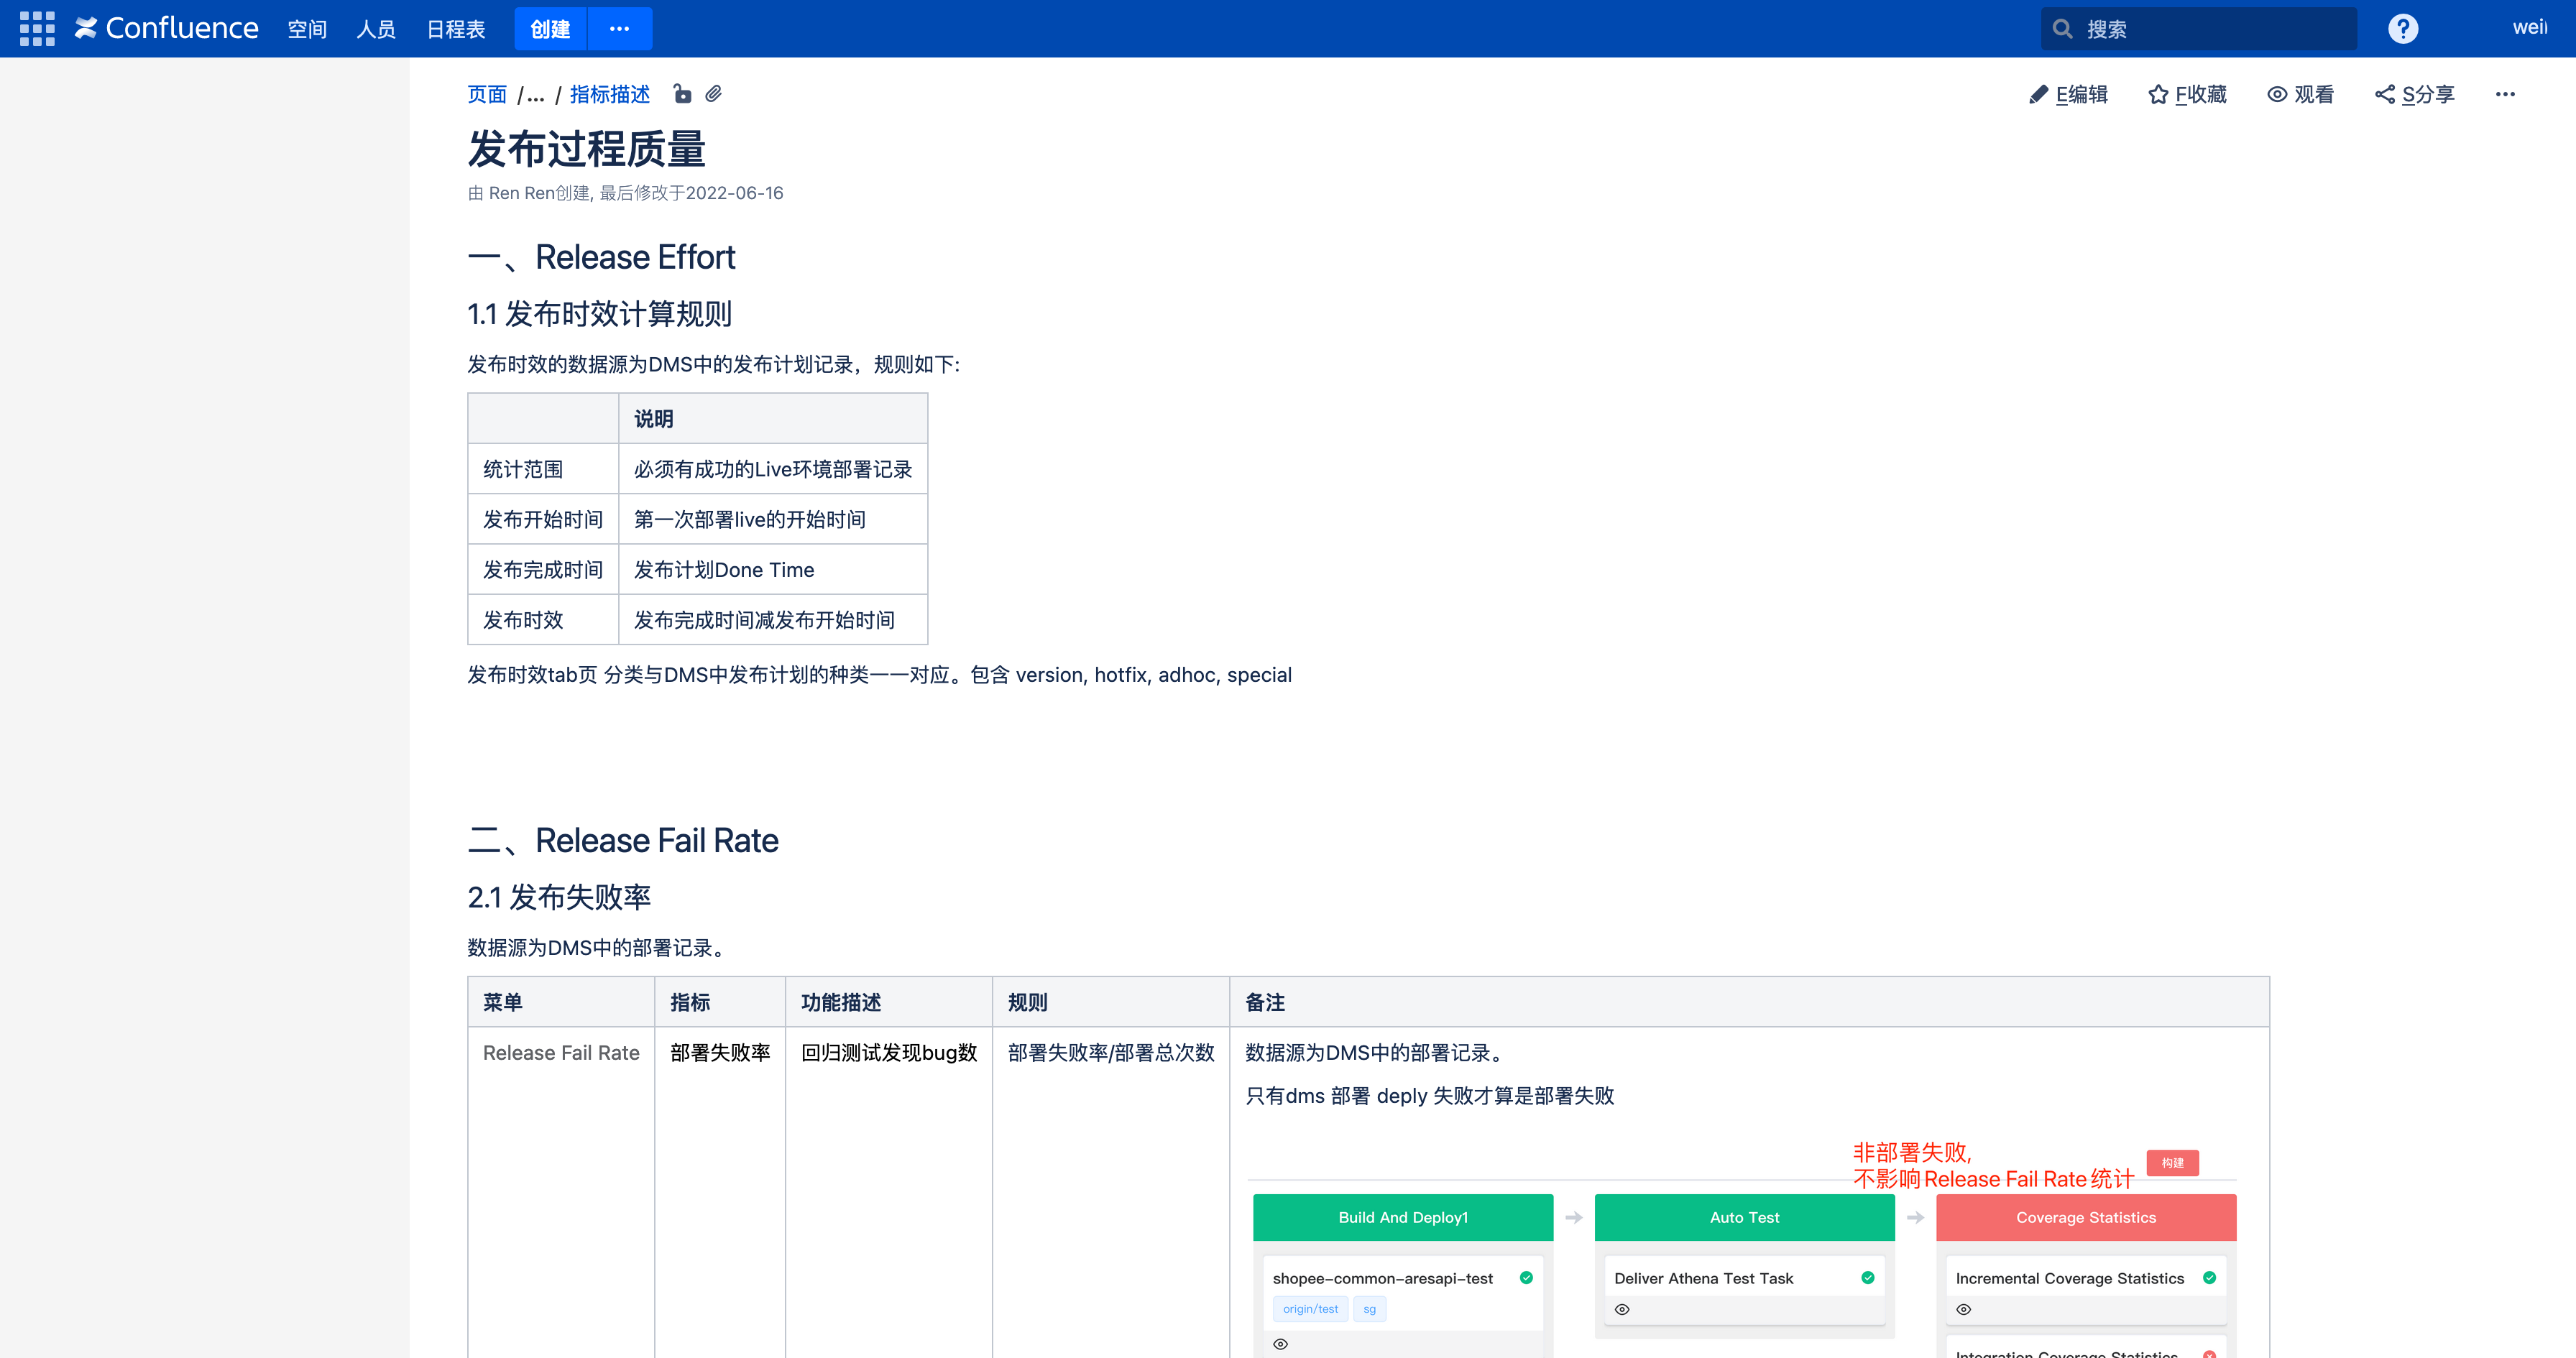 Confluence 空间 人员 日程表 创建 ··· 搜索 ? weil
页面 /... / 指标描述 E编辑 F收藏 观看 S分享 ···
发布过程质量
由 Ren Ren创建, 最后修改于2022-06-16
一、Release Effort
1.1 发布时效计算规则
发布时效的数据源为DMS中的发布计划记录，规则如下:
说明
统计范围 必须有成功的Live环境部署记录
发布开始时间 第一次部署live的开始时间
发布完成时间 发布计划Done Time
发布时效 发布完成时间减发布开始时间
发布时效tab页 分类与DMS中发布计划的种类一一对应。包含 version, hotfix, adhoc, special
二、Release Fail Rate
2.1 发布失败率
数据源为DMS中的部署记录。
菜单 指标 功能描述 规则 备注
Release Fail Rate 部署失败率 回归测试发现bug数 部署失败率/部署总次数 数据源为DMS中的部署记录。
只有dms 部署 deply 失败才算是部署失败
非部署失败,
不影响Release Fail Rate统计 构建
Build And Deploy1 Auto Test Coverage Statistics
shopee-common-aresapi-test Deliver Athena Test Task Incremental Coverage Statistics
origin/test sg
Integration Coverage Statistics